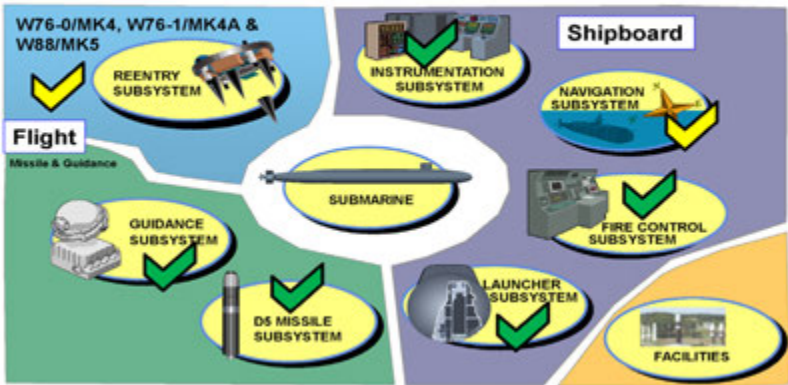 W76-0/MK4, W76-1/MK4A &
W88/MK5
REENTRY
SUBSYSTEM
Flight
Missile & Guidance
INSTRUMENTATION
SUBSYSTEM
Shipboard
NAVIGATION
SUBSYSTEM
SUBMARINE
GUIDANCE
SUBSYSTEM
D5 MISSILE
SUBSYSTEM
FIRE CONTROL
SUBSYSTEM
LAUNCHER
SUBSYSTEM
FACILITIES